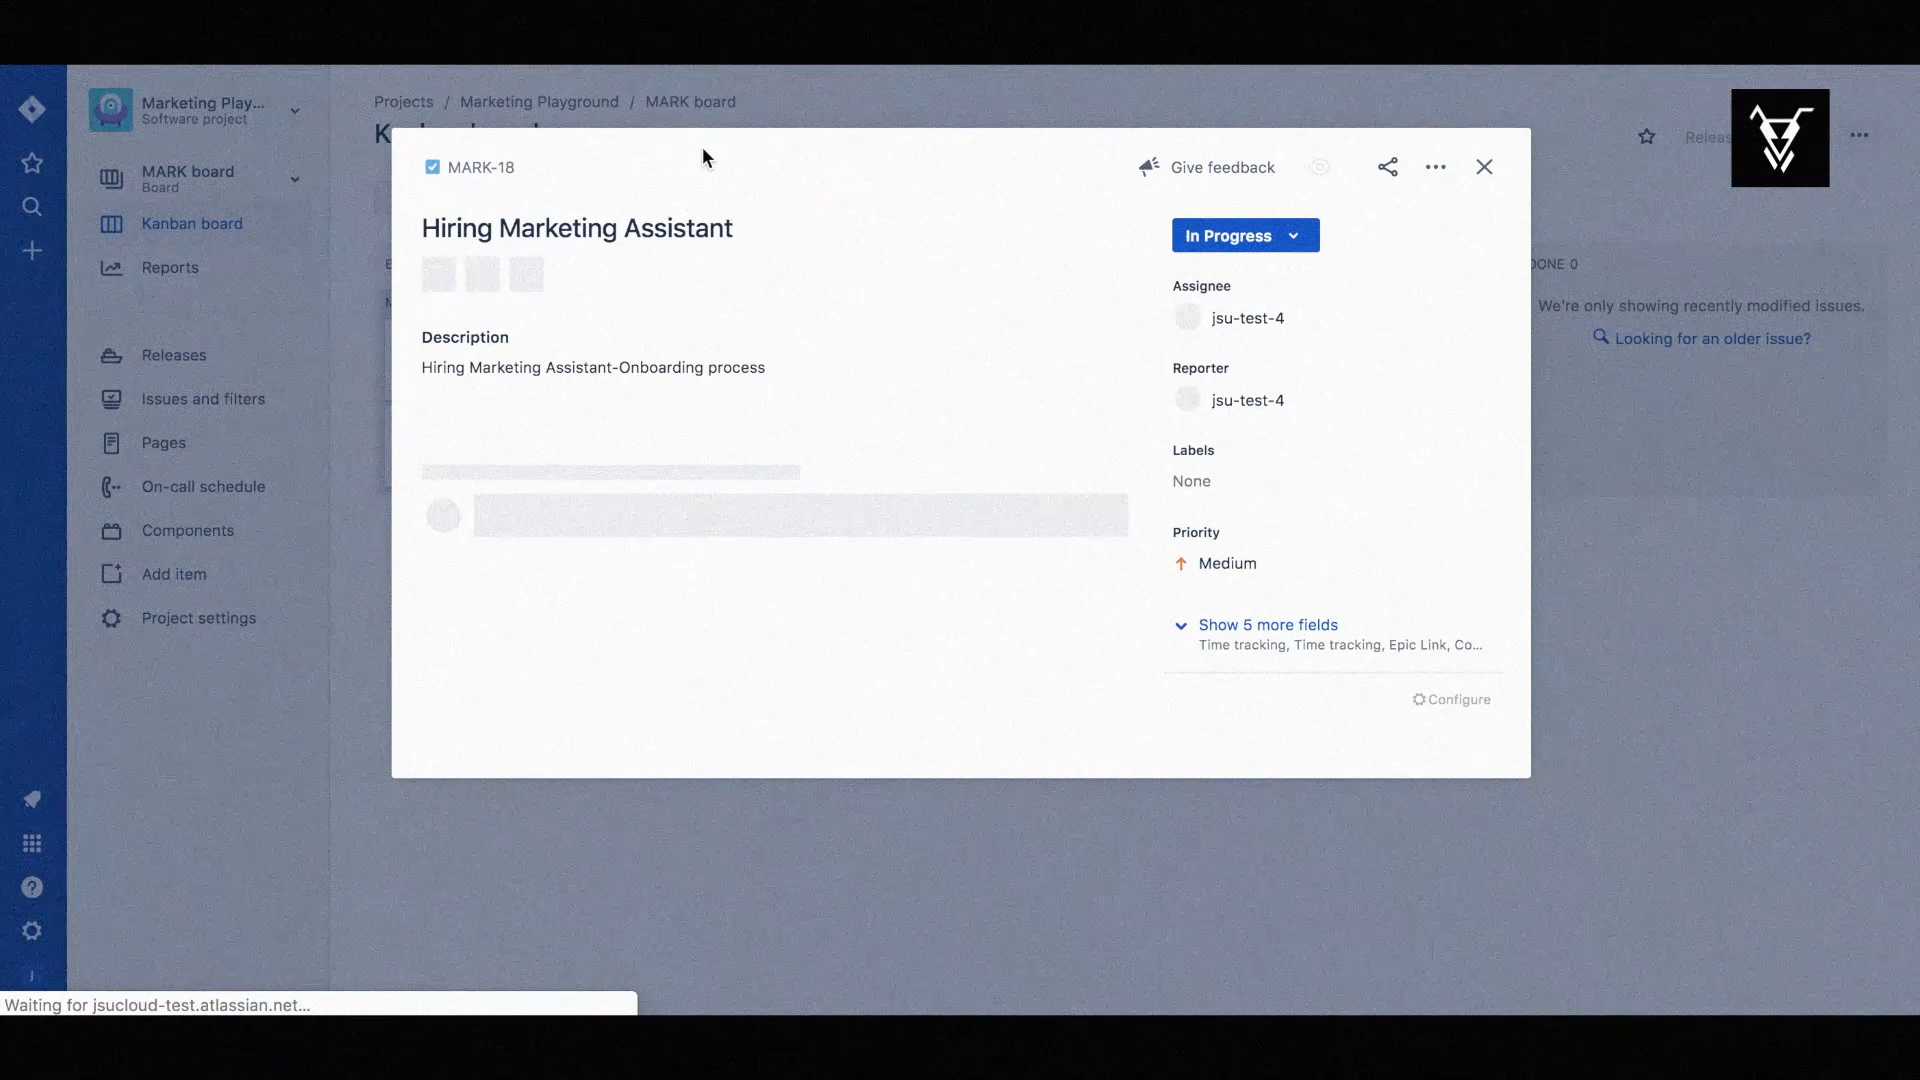 Marketing Play...
Software project
MARK board
Board
Kanban board
Reports
Releases
Issues and filters
Pages
On-call schedule
Components
Add item
Project settings
Projects / Marketing Playground / MARK board
MARK-18
Give feedback
Hiring Marketing Assistant
Description
Hiring Marketing Assistant-Onboarding process
In Progress
Assignee
jsu-test-4
Reporter
jsu-test-4
Labels
None
Priority
Medium
Show 5 more fields
Time tracking, Time tracking, Epic Link, Co...
Configure
DONE 0
We're only showing recently modified issues.
Looking for an older issue?
Waiting for jsucloud-test.atlassian.net...